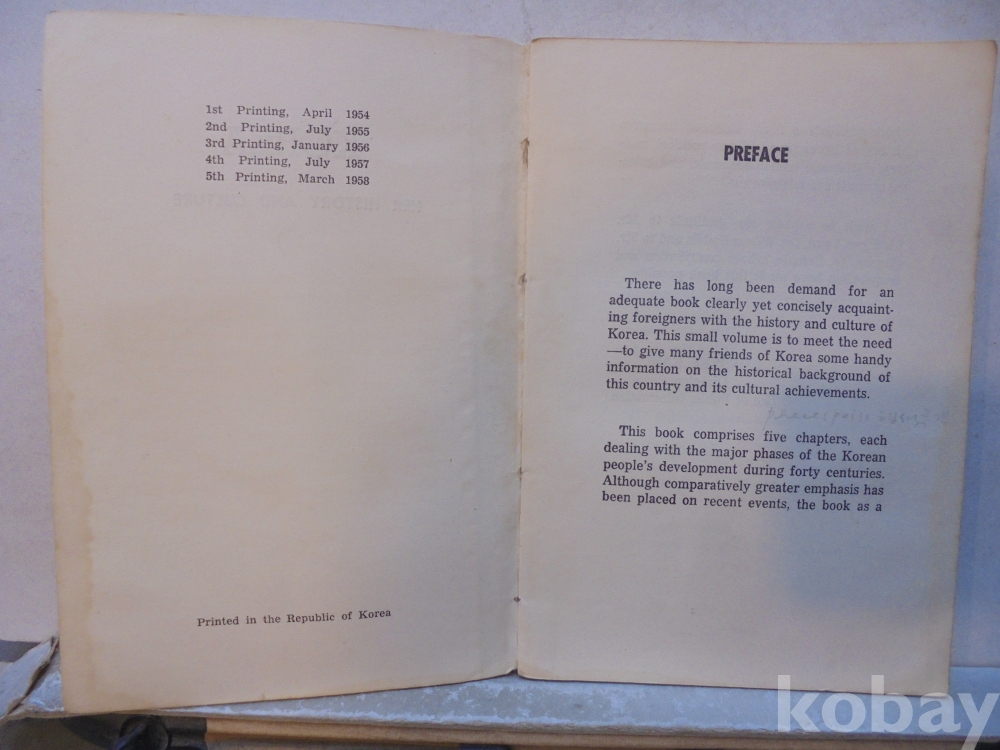 1st Printing, April 1954
2nd Printing, July 1955
3rd Printing, January 1956
4th Printing, July 1957
5th Printing, March 1958
HISTORY AND CULTURE
Printed in the Republic of Korea
PREFACE
There has long been demand for an
adequate book clearly yet concisely acquaint-
ing foreigners with the history and culture of
Korea. This small volume is to meet the need
—to give many friends of Korea some handy
information on the historical background of
this country and its cultural achievements.
This book comprises five chapters, each
dealing with the major phases of the Korean
people's development during forty centuries.
Although comparatively greater emphasis has
been placed on recent events, the book as a
kobay